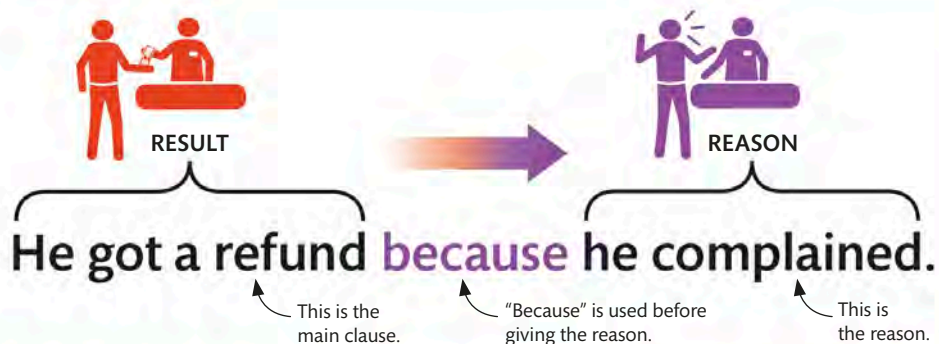 RESULT
REASON
He got a refund because he complained.
This is the
main clause.
“Because” is used before
giving the reason.
This is
the reason.